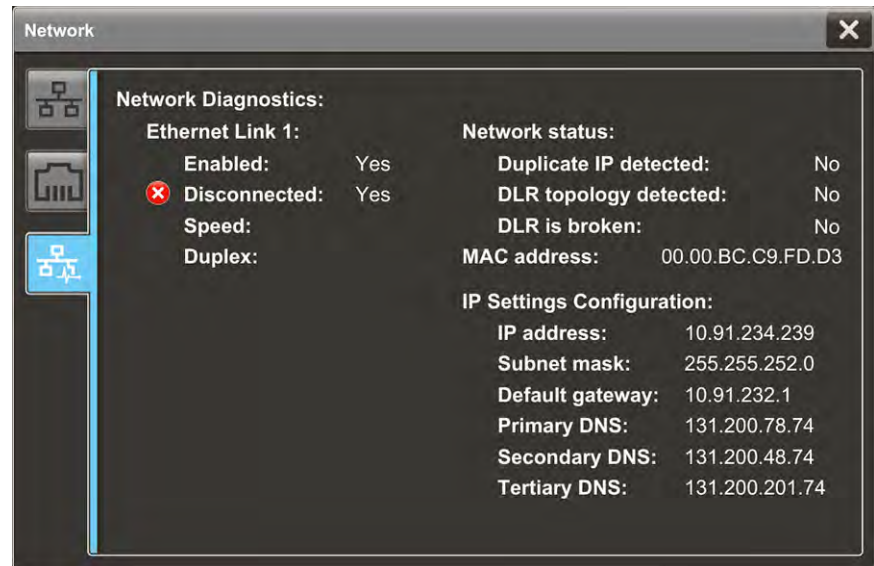 Network
Network Diagnostics:
Ethernet Link 1:
Enabled: Yes
Disconnected: Yes
Speed:
Duplex:
Network status:
Duplicate IP detected: No
DLR topology detected: No
DLR is broken: No
MAC address: 00.00.BC.C9.FD.D3
IP Settings Configuration:
IP address: 10.91.234.239
Subnet mask: 255.255.252.0
Default gateway: 10.91.232.1
Primary DNS: 131.200.78.74
Secondary DNS: 131.200.48.74
Tertiary DNS: 131.200.201.74